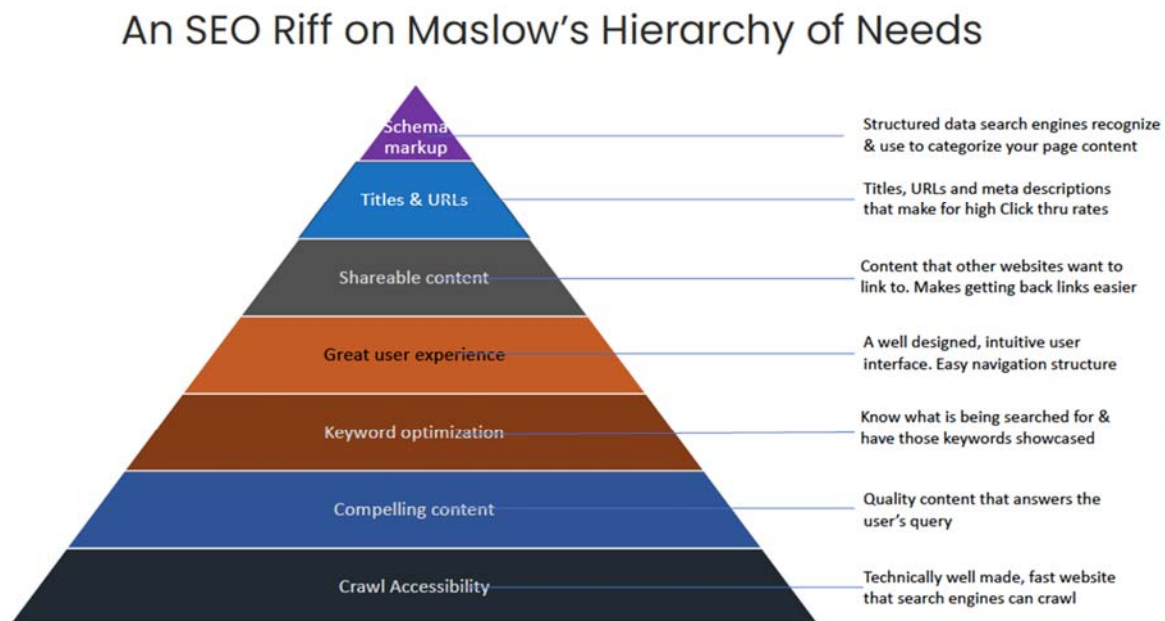 An SEO Riff on Maslow's Hierarchy of Needs
Schema
markup
Structured data search engines recognize
& use to categorize your page content
Titles & URLs
Titles, URLs and meta descriptions
that make for high Click thru rates
Shareable content
Content that other websites want to
link to. Makes getting back links easier
Great user experience
A well designed, intuitive user
interface. Easy navigation structure
Keyword optimization
Know what is being searched for &
have those keywords showcased
Compelling content
Quality content that answers the
user's query
Crawl Accessibility
Technically well made, fast website
that search engines can crawl